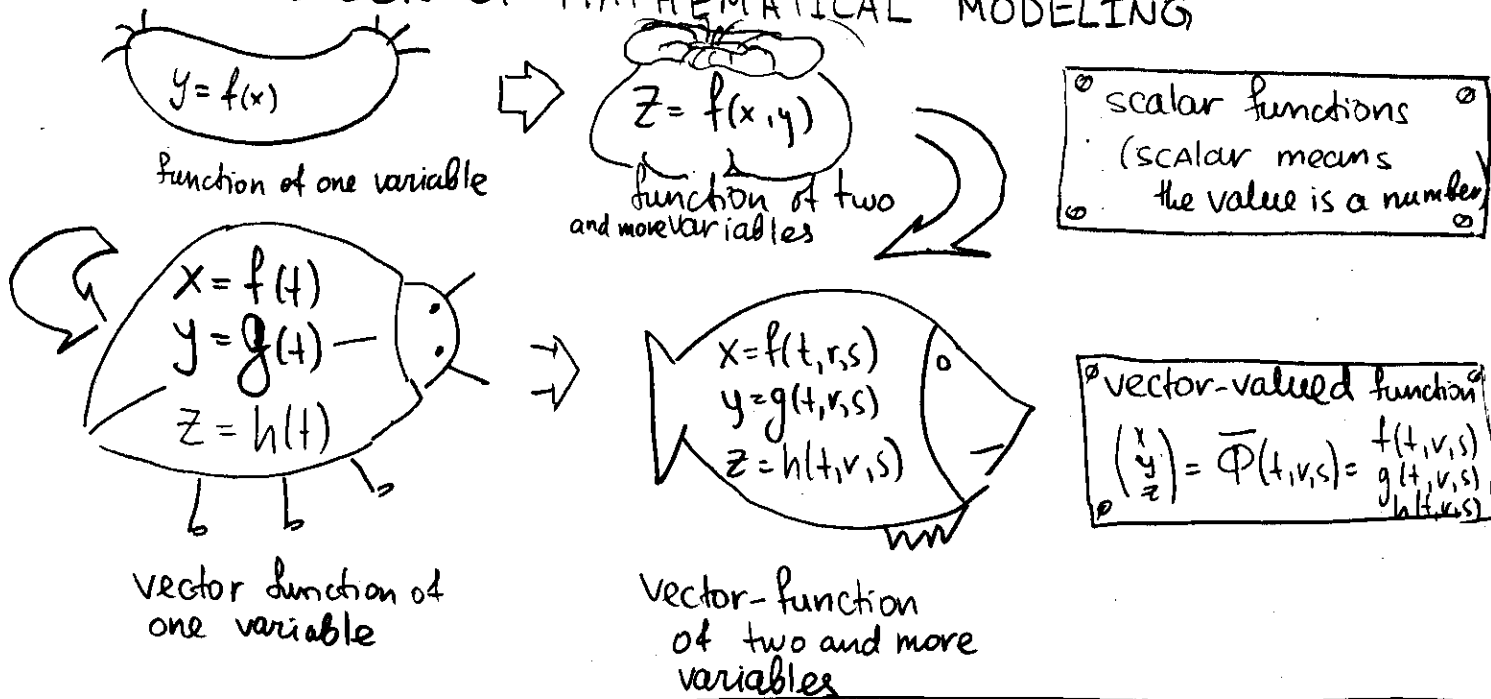 OF MATHEMATICAL MODELING
y = f(x)
function of one variable
z = f(x,y)
function of two
and more variables
scalar functions
(scalar means
the value is a number)
x = f(t)
y = g(t)
z = h(t)
vector function of
one variable
x = f(t,r,s)
y = g(t,r,s)
z = h(t,r,s)
vector-function
of two and more
variables
vector-valued function
(x y z) = Φ(t,r,s) = f(t,r,s)
g(t,r,s)
h(t,r,s)